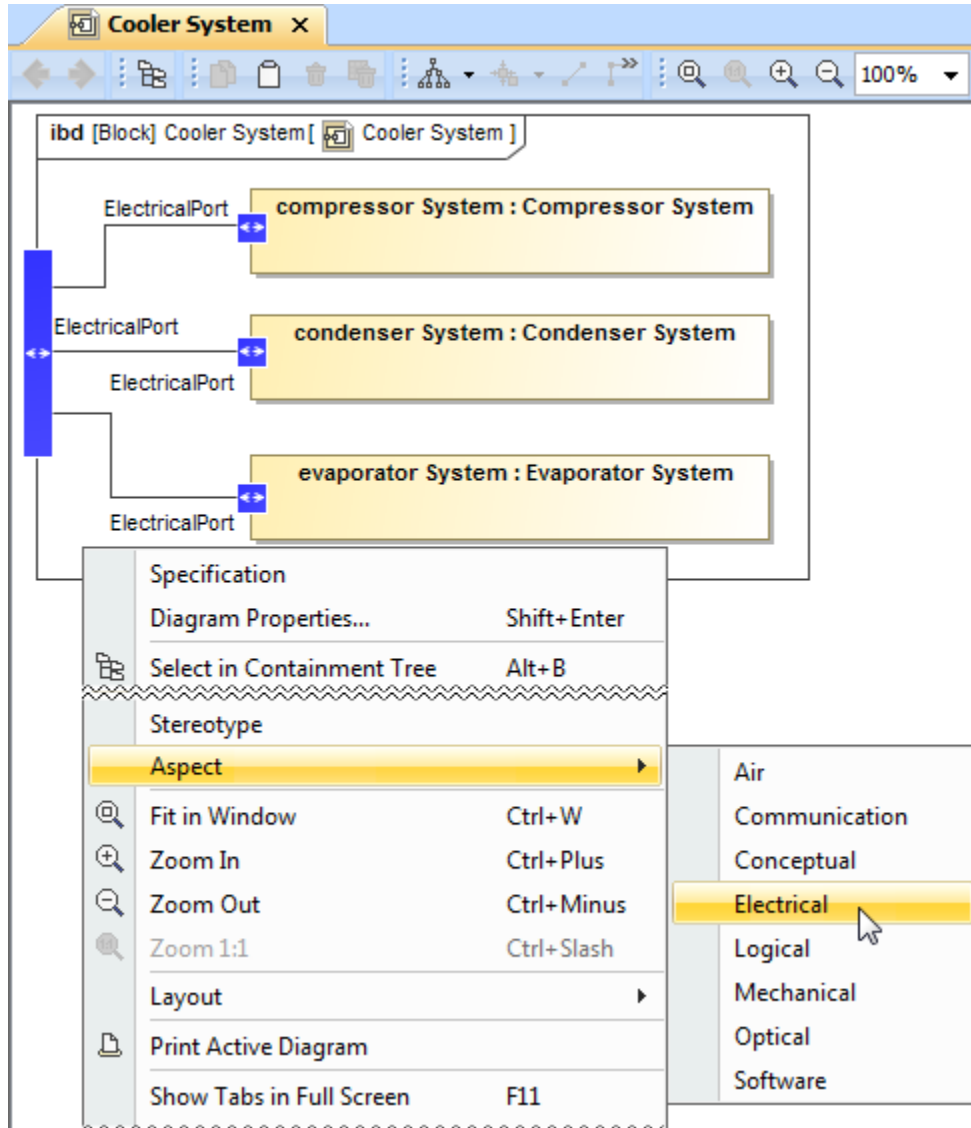 Cooler System
100%
ibd [Block] Cooler System[ Cooler System ]
ElectricalPort
compressor System : Compressor System
ElectricalPort
condenser System : Condenser System
ElectricalPort
evaporator System : Evaporator System
ElectricalPort
Specification
Diagram Properties... Shift+Enter
Select in Containment Tree Alt+B
Stereotype
Aspect
Air
Fit in Window Ctrl+W
Communication
Zoom In Ctrl+Plus
Conceptual
Zoom Out Ctrl+Minus
Electrical
Zoom 1:1 Ctrl+Slash
Logical
Layout
Mechanical
Print Active Diagram
Optical
Show Tabs in Full Screen F11
Software